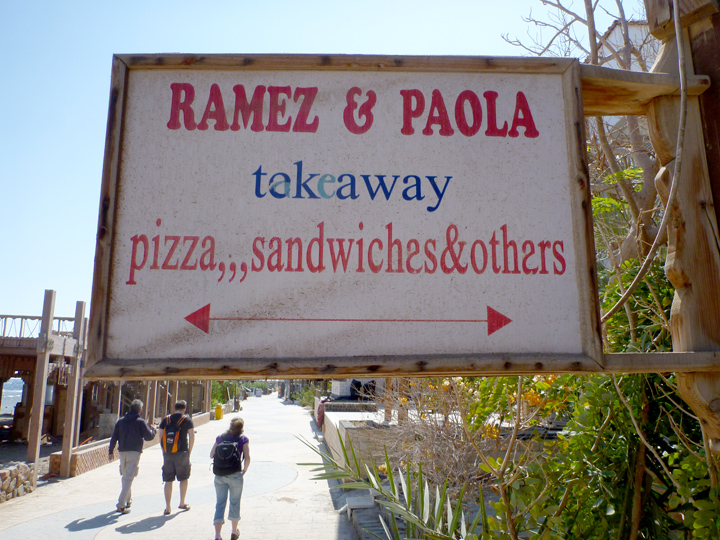 RAMEZ & PAOLA
takeaway
pizza,,,sandwiches&others